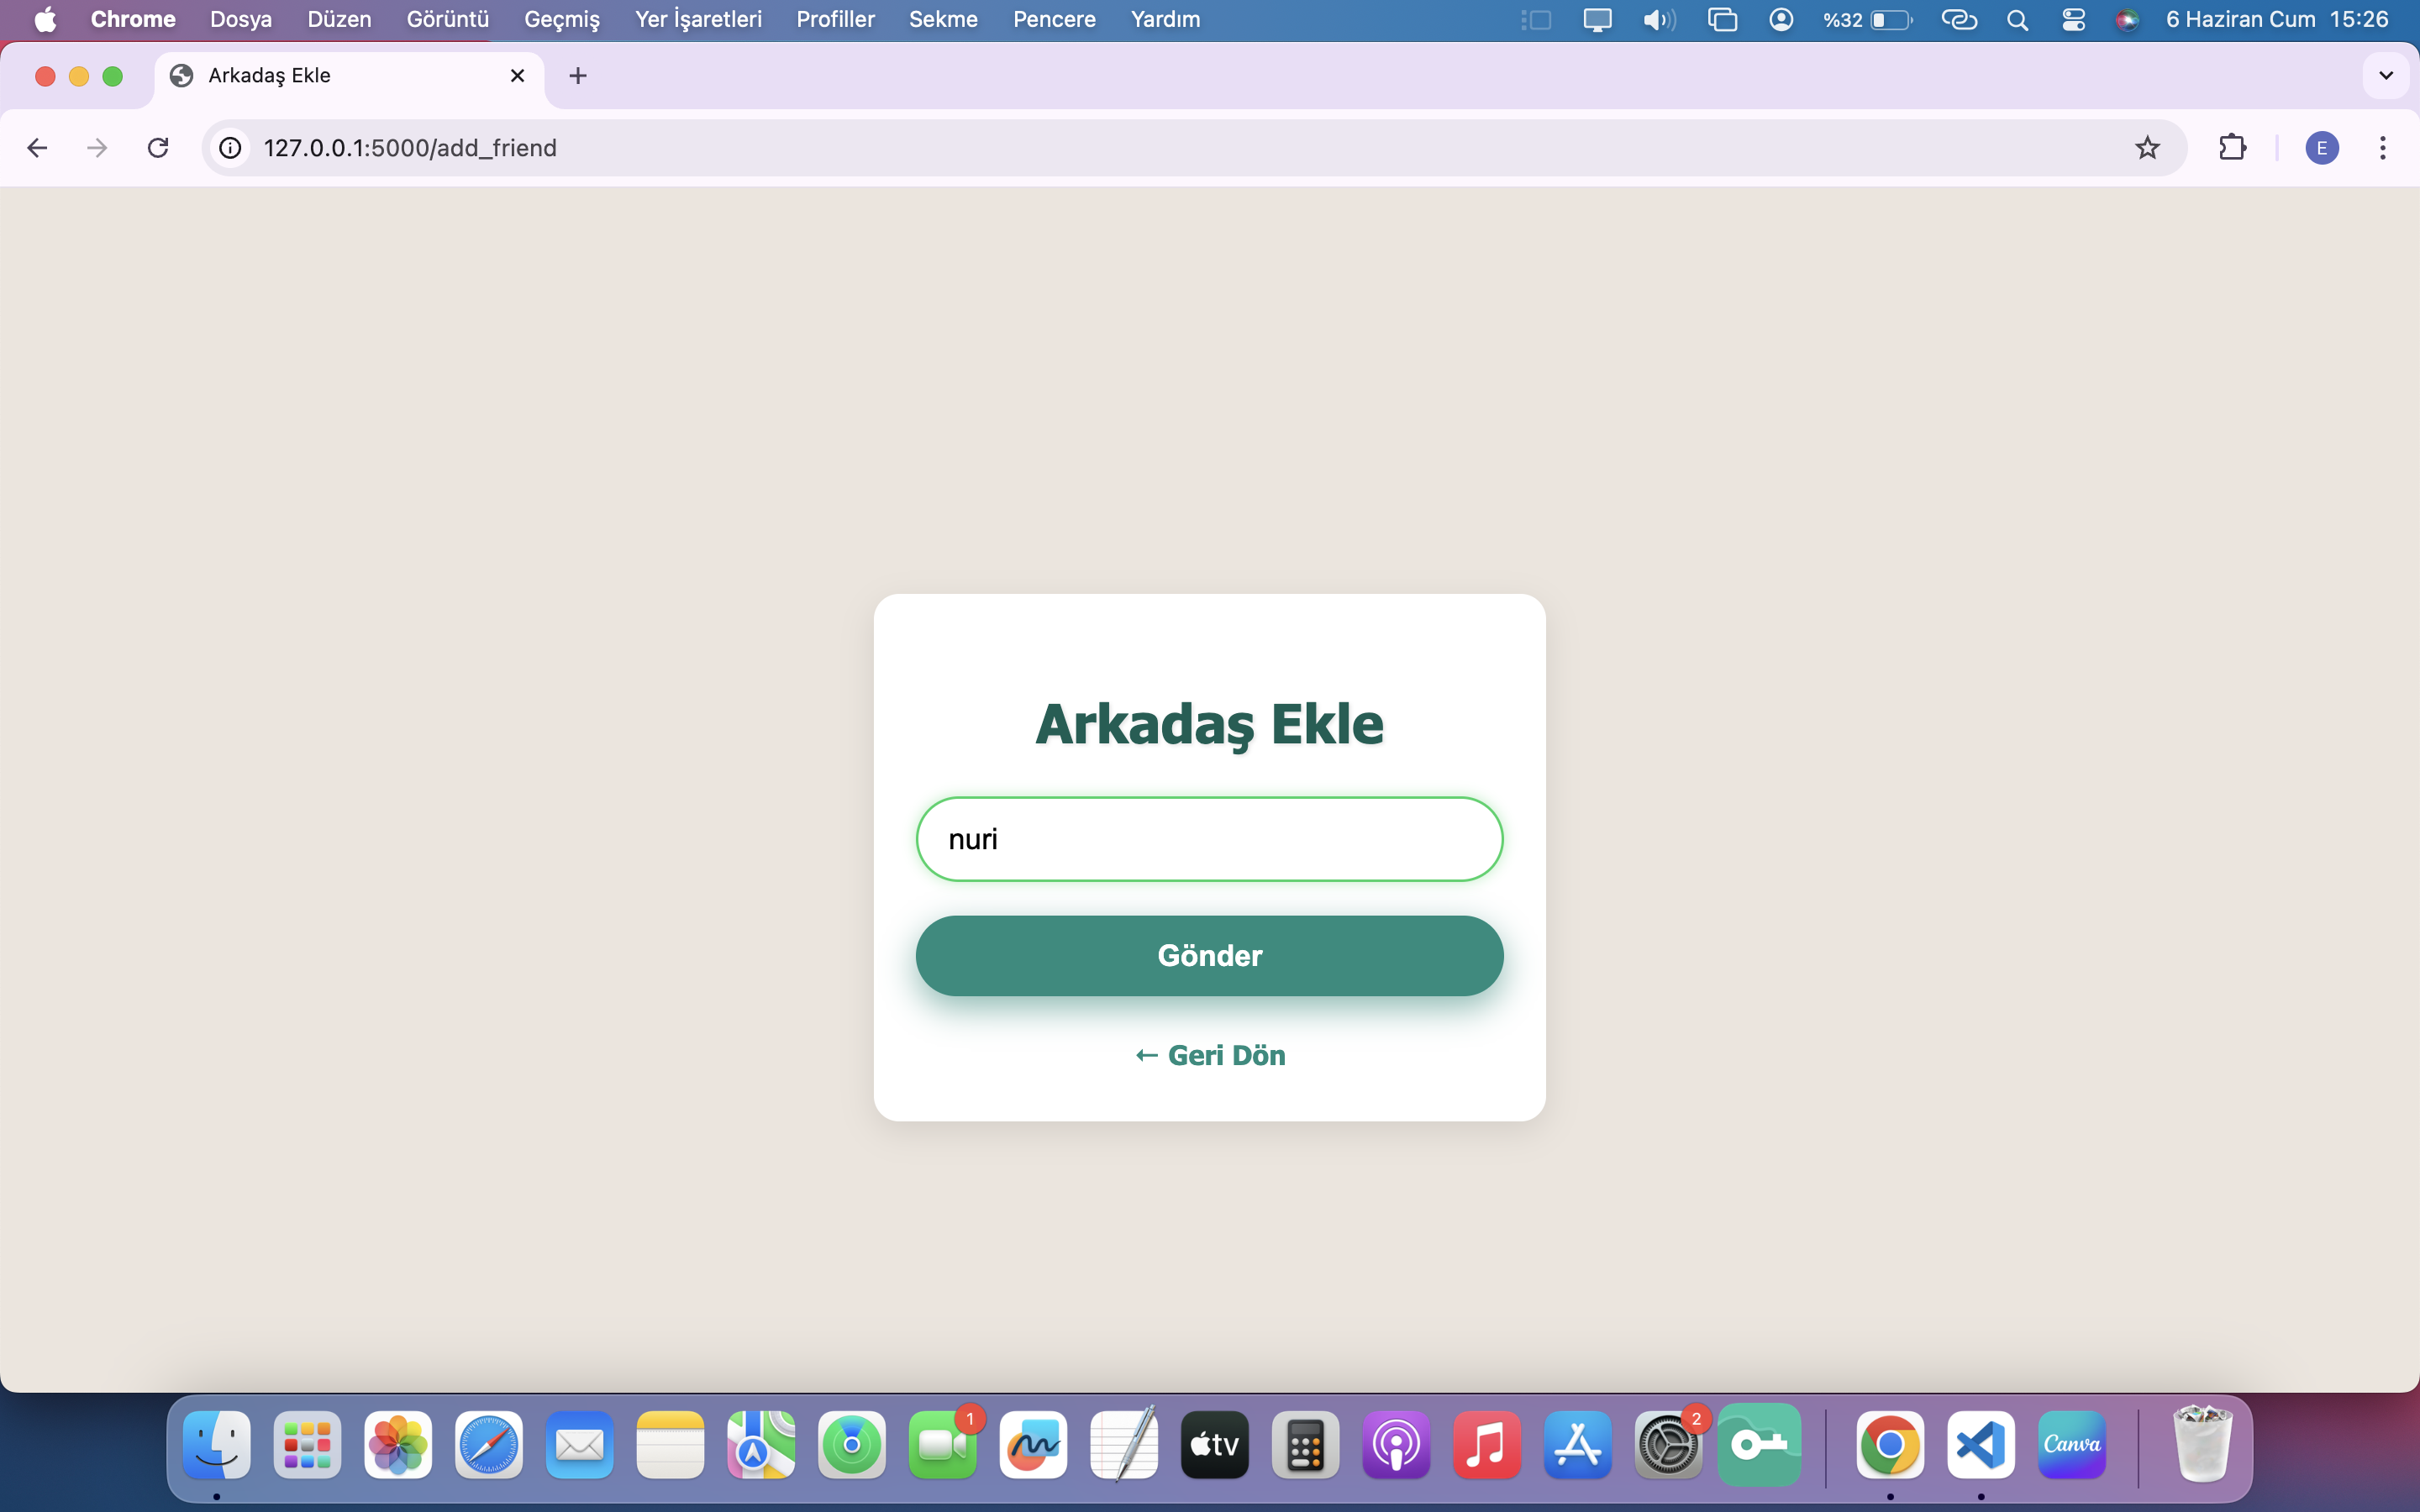 Chrome Dosya Düzen Görüntü Geçmiş Yer İşaretleri Profiller Sekme Pencere Yardım %32 6 Haziran Cum 15:26
Arkadaş Ekle
127.0.0.1:5000/add_friend
E
Arkadaş Ekle
nuri
Gönder
← Geri Dön
1
tv
2
Canva